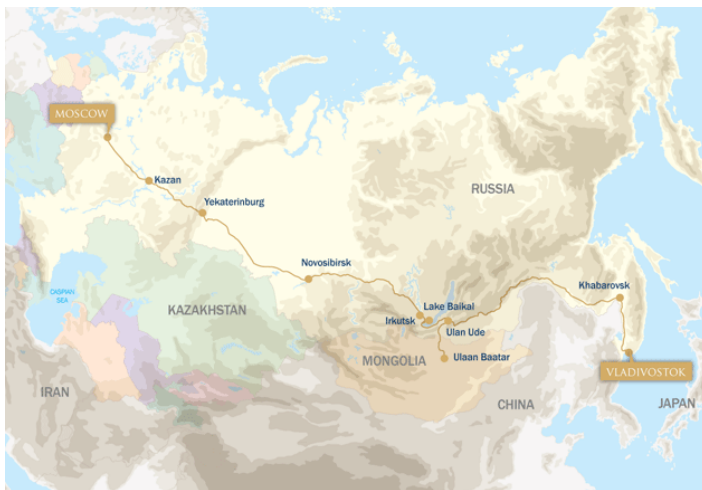 MOSCOW
Kazan
RUSSIA
Yekaterinburg
Novosibirsk
Khabarovsk
CASPIAN
SEA
Lake Baikal
KAZAKHSTAN
Irkutsk
Ulan Ude
MONGOLIA
Ulaan Baatar
VLADIVOSTOK
IRAN
CHINA
JAPAN